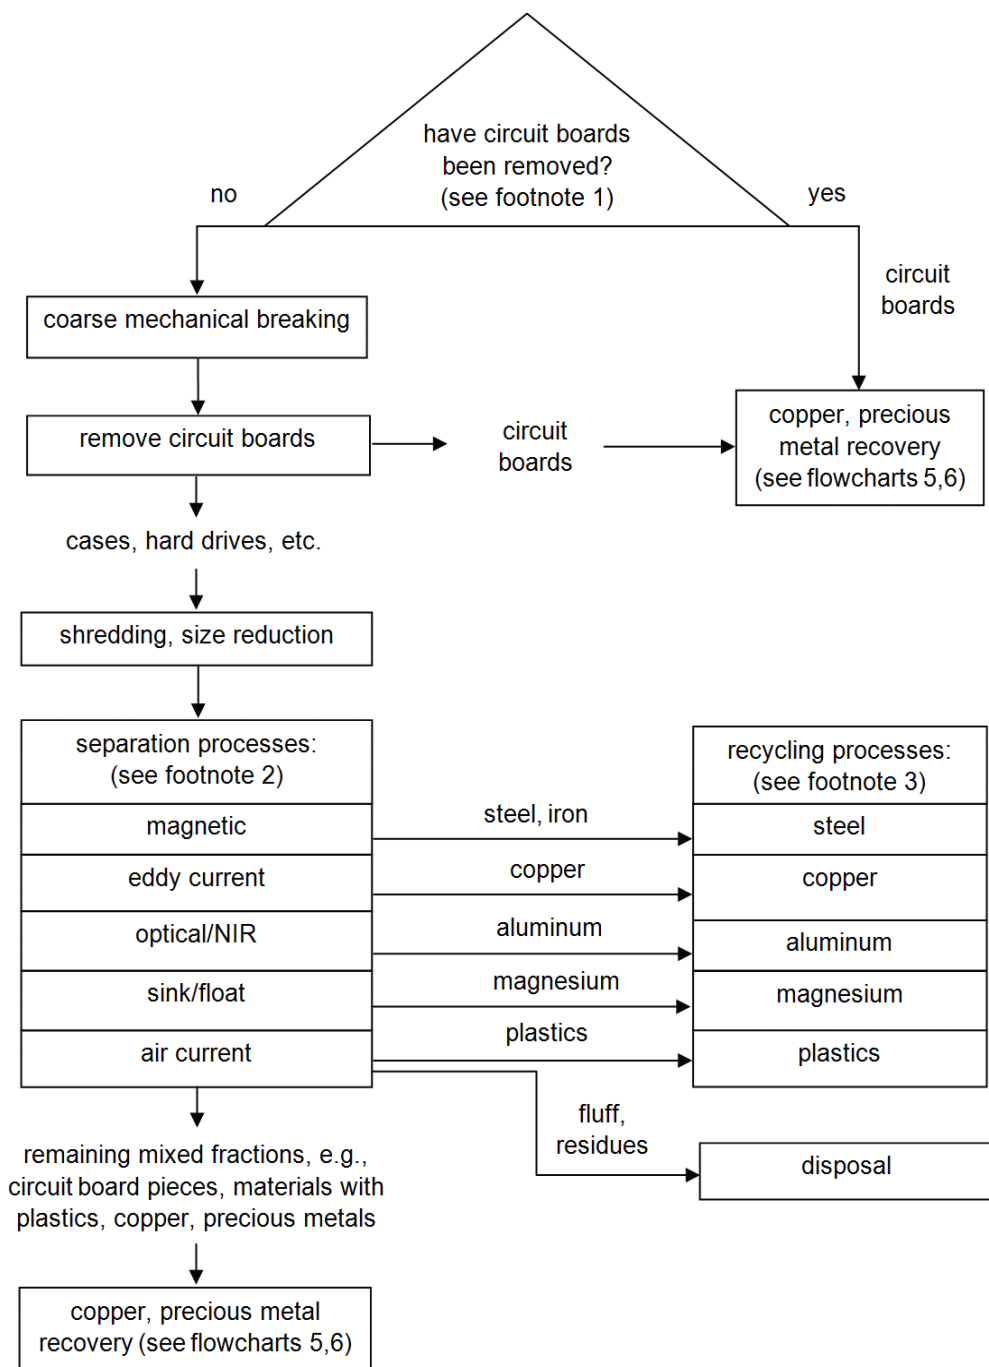 have circuit boards
been removed?
(see footnote 1)
no
yes
circuit
boards
coarse mechanical breaking
remove circuit boards
circuit
boards
copper, precious
metal recovery
(see flowcharts 5,6)
cases, hard drives, etc.
shredding, size reduction
separation processes:
(see footnote 2)
recycling processes:
(see footnote 3)
magnetic
steel, iron
steel
eddy current
copper
copper
optical/NIR
aluminum
aluminum
sink/float
magnesium
magnesium
air current
plastics
plastics
fluff,
residues
disposal
remaining mixed fractions, e.g.,
circuit board pieces, materials with
plastics, copper, precious metals
copper, precious metal
recovery (see flowcharts 5,6)